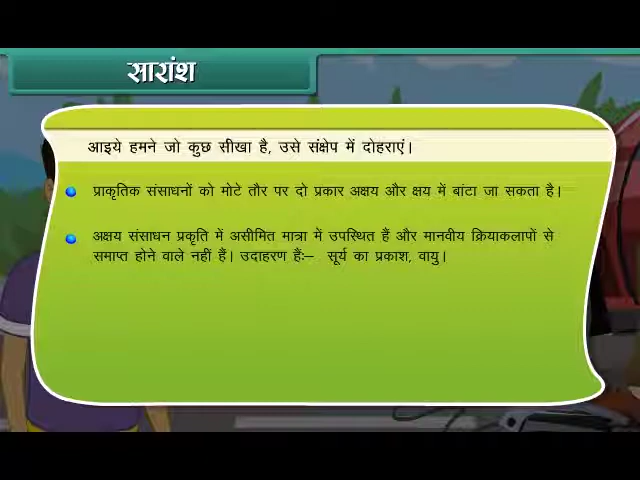 सारांश
आइये हमने जो कुछ सीखा है, उसे संक्षेप में दोहराएं।
प्राकृतिक संसाधनों को मोटे तौर पर दो प्रकार अक्षय और क्षय में बांटा जा सकता है।
अक्षय संसाधन प्रकृति में असीमित मात्रा में उपस्थित हैं और मानवीय क्रियाकलापों से
समाप्त होने वाले नहीं हैं। उदाहरण हैं:– सूर्य का प्रकाश, वायु।